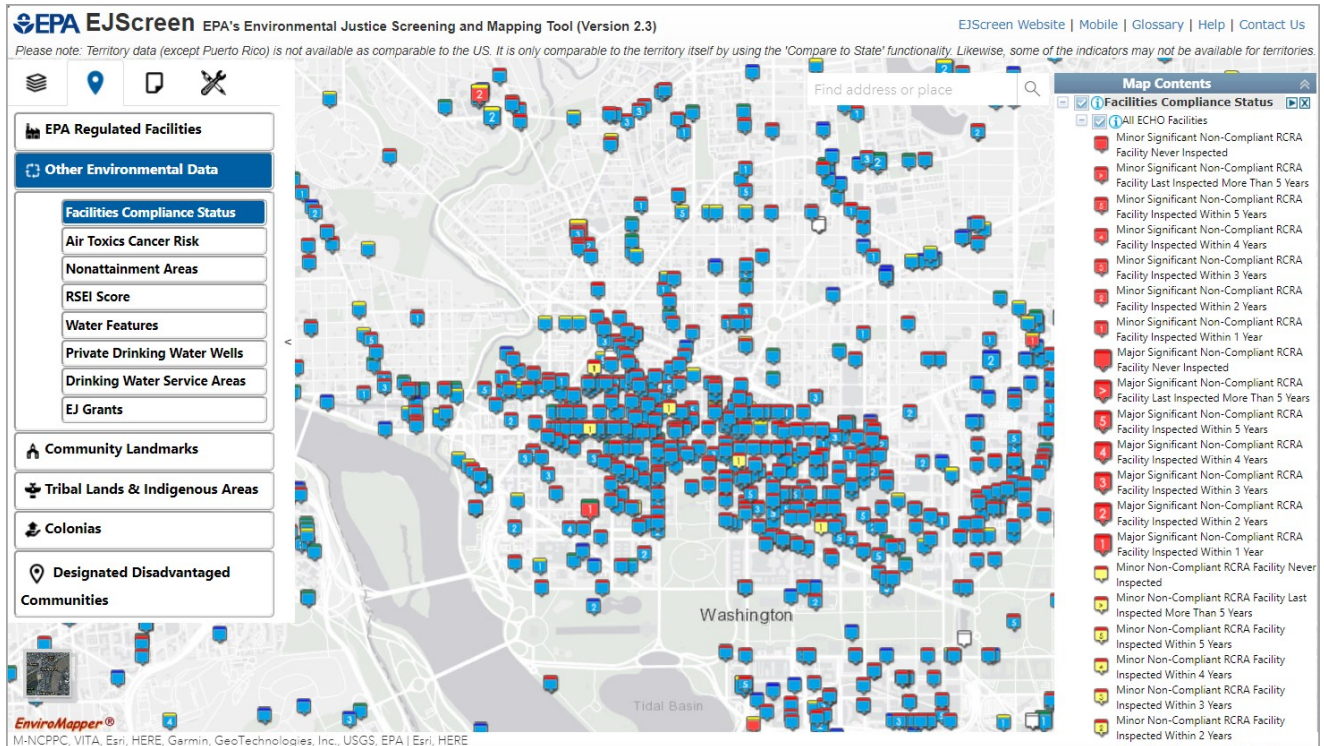 EPA EJScreen EPA's Environmental Justice Screening and Mapping Tool (Version 2.3)
EJScreen Website | Mobile | Glossary | Help | Contact Us
Please note: Territory data (except Puerto Rico) is not available as comparable to the US. It is only comparable to the territory itself by using the 'Compare to State' functionality. Likewise, some of the indicators may not be available for territories.
EPA Regulated Facilities
Other Environmental Data
Facilities Compliance Status
Air Toxics Cancer Risk
Nonattainment Areas
RSEI Score
Water Features
Private Drinking Water Wells
Drinking Water Service Areas
EJ Grants
Community Landmarks
Tribal Lands & Indigenous Areas
Colonias
Designated Disadvantaged
Communities
<
Find address or place
Washington
Tidal Basin
EnviroMapper ®
M-NCPPC, VITA, Esri, HERE, Garmin, GeoTechnologies, Inc., USGS, EPA | Esri, HERE
Map Contents
Facilities Compliance Status
All ECHO Facilities
Minor Significant Non-Compliant RCRA
Facility Never Inspected
Minor Significant Non-Compliant RCRA
Facility Last Inspected More Than 5 Years
Minor Significant Non-Compliant RCRA
Facility Inspected Within 5 Years
Minor Significant Non-Compliant RCRA
Facility Inspected Within 4 Years
Minor Significant Non-Compliant RCRA
Facility Inspected Within 3 Years
Minor Significant Non-Compliant RCRA
Facility Inspected Within 2 Years
Minor Significant Non-Compliant RCRA
Facility Inspected Within 1 Year
Major Significant Non-Compliant RCRA
Facility Never Inspected
Major Significant Non-Compliant RCRA
Facility Last Inspected More Than 5 Years
Major Significant Non-Compliant RCRA
Facility Inspected Within 5 Years
Major Significant Non-Compliant RCRA
Facility Inspected Within 4 Years
Major Significant Non-Compliant RCRA
Facility Inspected Within 3 Years
Major Significant Non-Compliant RCRA
Facility Inspected Within 2 Years
Major Significant Non-Compliant RCRA
Facility Inspected Within 1 Year
Minor Non-Compliant RCRA Facility Never
Inspected
Minor Non-Compliant RCRA Facility Last
Inspected More Than 5 Years
Minor Non-Compliant RCRA Facility
Inspected Within 5 Years
Minor Non-Compliant RCRA Facility
Inspected Within 4 Years
Minor Non-Compliant RCRA Facility
Inspected Within 3 Years
Minor Non-Compliant RCRA Facility
Inspected Within 2 Years